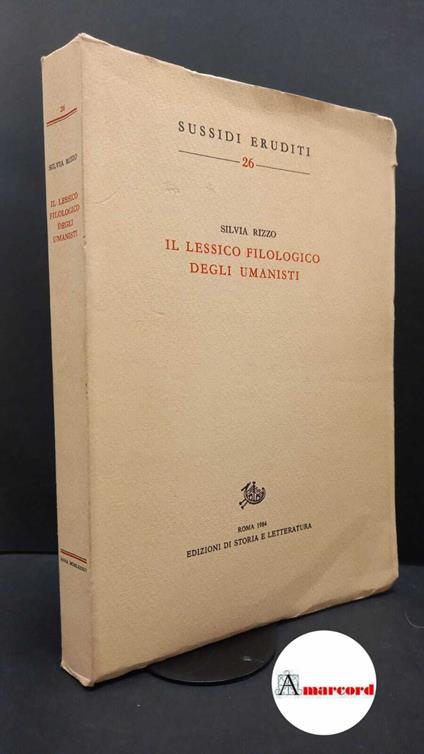 26
SILVIA RIZZO
IL LESSICO
FILOLOGICO
DEGLI
UMANISTI
SUSSIDI ERUDITI
26
SILVIA RIZZO
IL LESSICO FILOLOGICO
DEGLI UMANISTI
ROMA 1984
EDIZIONI DI STORIA E LETTERATURA
Amarcord